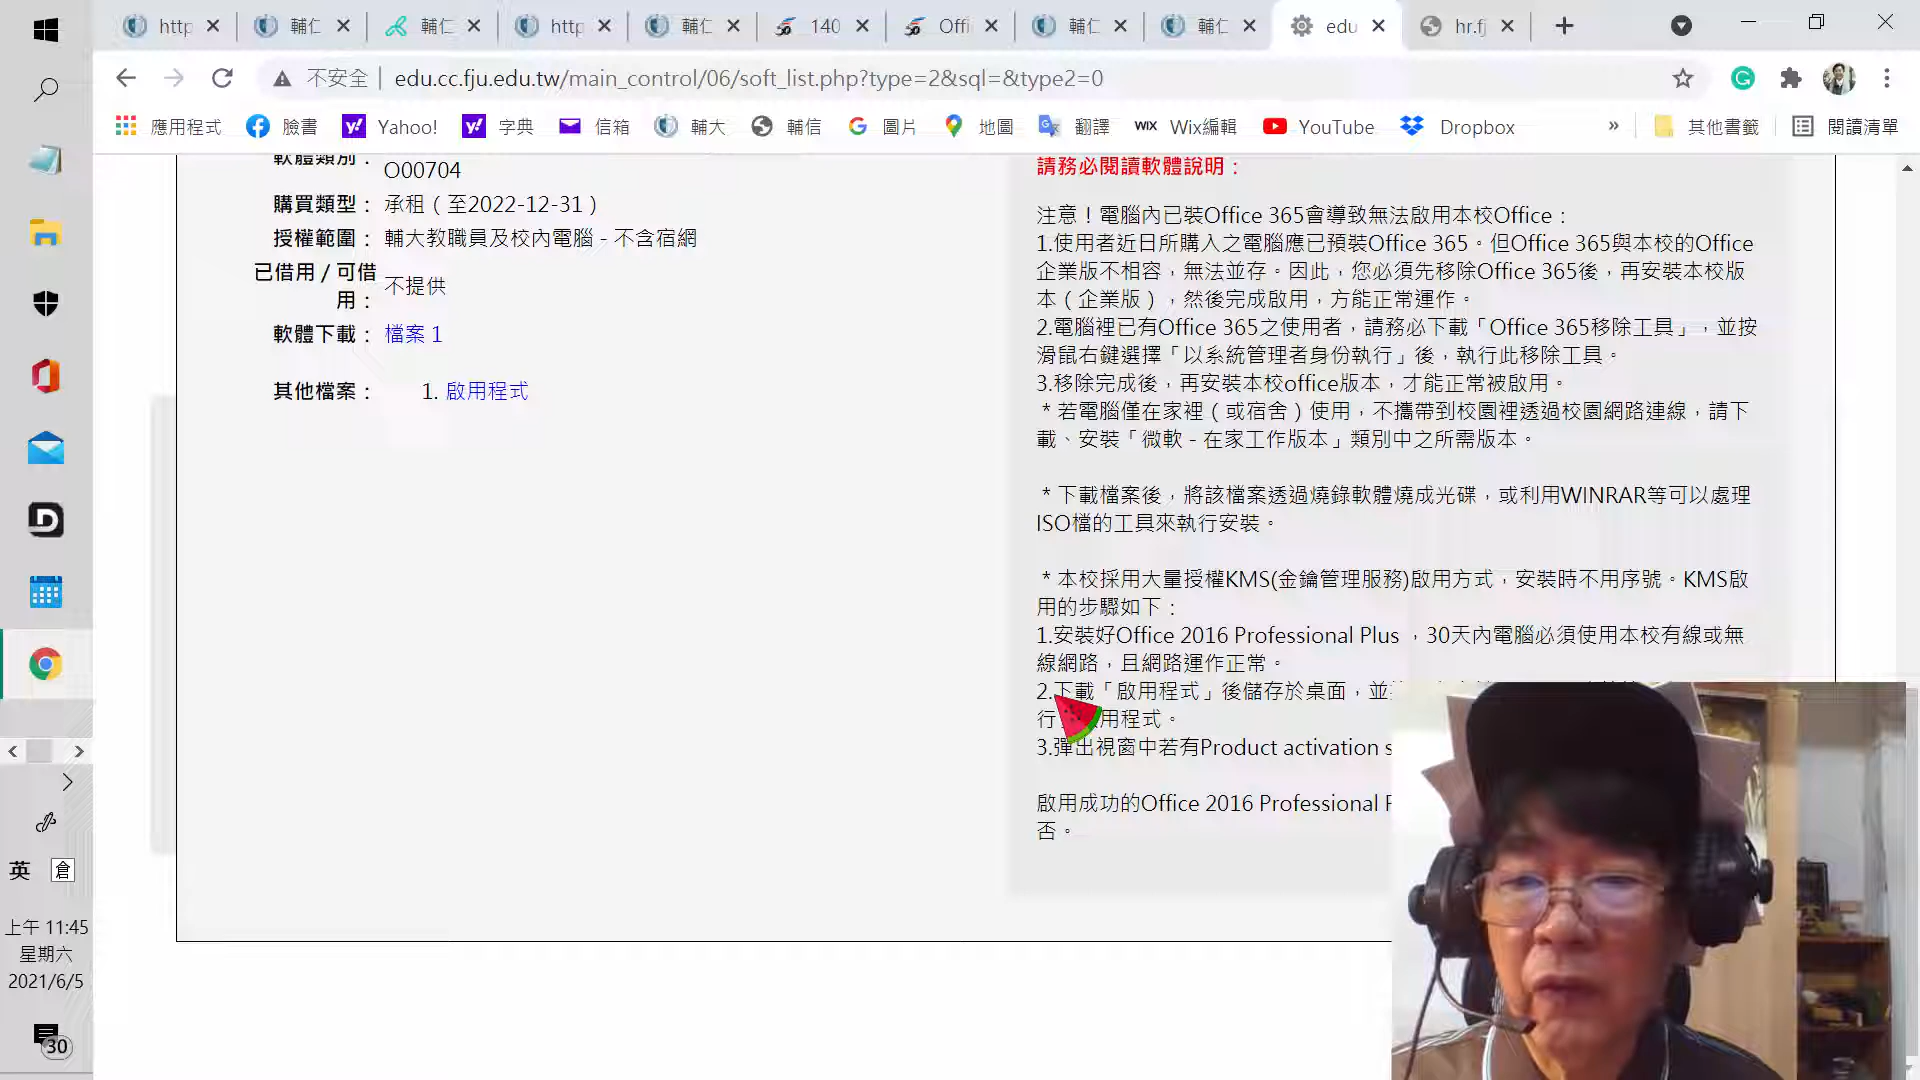 http
輔仁
輔仁
http
輔仁
140
Offi
輔仁
輔仁
edu
hr.fj
不安全
edu.cc.fju.edu.tw/main_control/06/soft_list.php?type=2&sql=&type2=0
應用程式
臉書
Yahoo!
字典
信箱
輔大
輔信
圖片
地圖
翻譯
WIX Wix編輯
YouTube
Dropbox
»
其他書籤
閱讀清單
軟體類別：
O00704
購買類型： 承租（至2022-12-31）
授權範圍： 輔大教職員及校內電腦－不含宿網
已借用 / 可借用：
不提供
軟體下載： 檔案 1
其他檔案： 1. 啟用程式
請務必閱讀軟體說明：
注意！電腦內已裝Office 365會導致無法啟用本校Office：
1.使用者近日所購入之電腦應已預裝Office 365。但Office 365與本校的Office
企業版不相容，無法並存。因此，您必須先移除Office 365後，再安裝本校版
本（企業版），然後完成啟用，方能正常運作。
2.電腦裡已有Office 365之使用者，請務必下載「Office 365移除工具」，並按
滑鼠右鍵選擇「以系統管理者身份執行」後，執行此移除工具。
3.移除完成後，再安裝本校office版本，才能正常被啟用。
＊若電腦僅在家裡（或宿舍）使用，不攜帶到校園裡透過校園網路連線，請下
載、安裝「微軟－在家工作版本」類別中之所需版本。
＊下載檔案後，將該檔案透過燒錄軟體燒成光碟，或利用WINRAR等可以處理
ISO檔的工具來執行安裝。
＊本校採用大量授權KMS(金鑰管理服務)啟用方式，安裝時不用序號。KMS啟
用的步驟如下：
1.安裝好Office 2016 Professional Plus ，30天內電腦必須使用本校有線或無
線網路，且網路運作正常。
2.下載「啟用程式」後儲存於桌面，並
行 用程式。
3.彈出視窗中若有Product activation s
啟用成功的Office 2016 Professional P
否。
英
倉
上午 11:45
星期六
2021/6/5
30